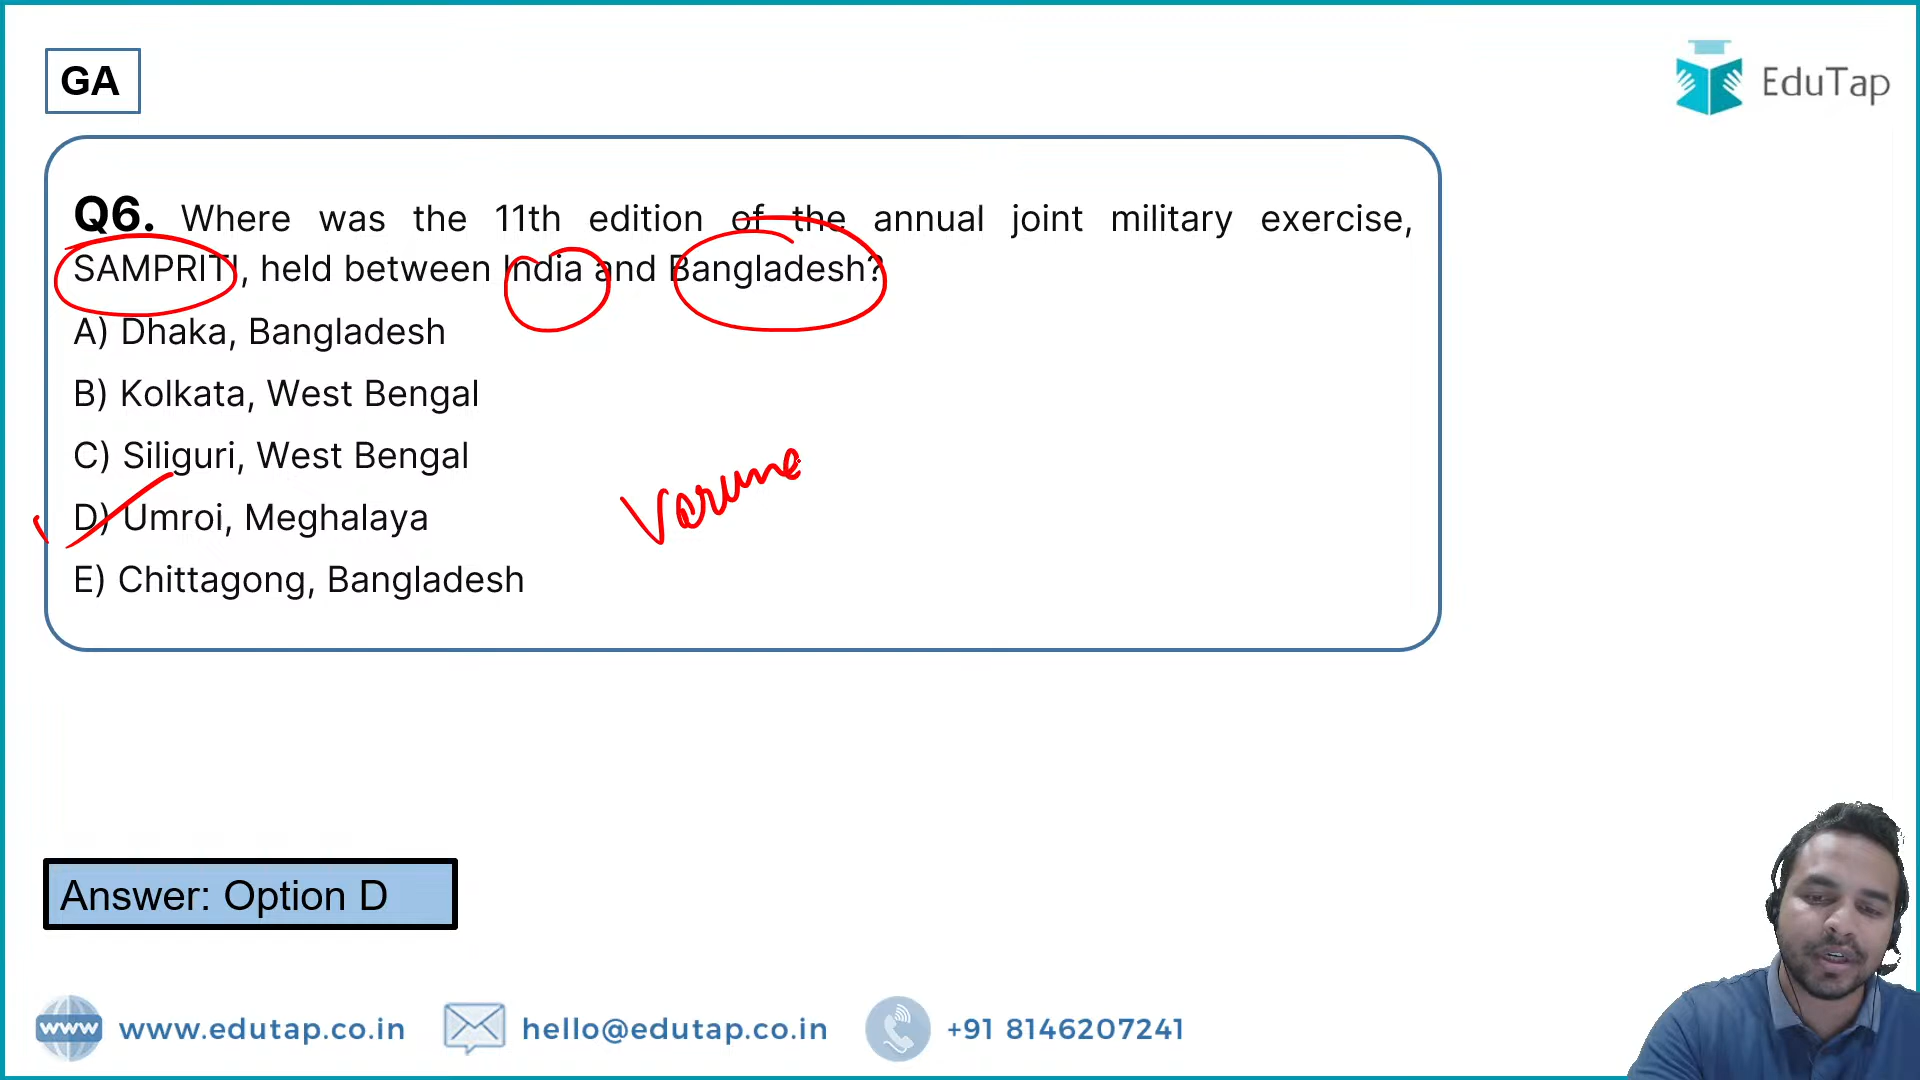 GA
EduTap
Q6. Where was the 11th edition of the annual joint military exercise,
SAMPRITI, held between India and Bangladesh?
A) Dhaka, Bangladesh
B) Kolkata, West Bengal
C) Siliguri, West Bengal
D) Umroi, Meghalaya
E) Chittagong, Bangladesh
Varuna
Answer: Option D
www www.edutap.co.in hello@edutap.co.in +91 8146207241